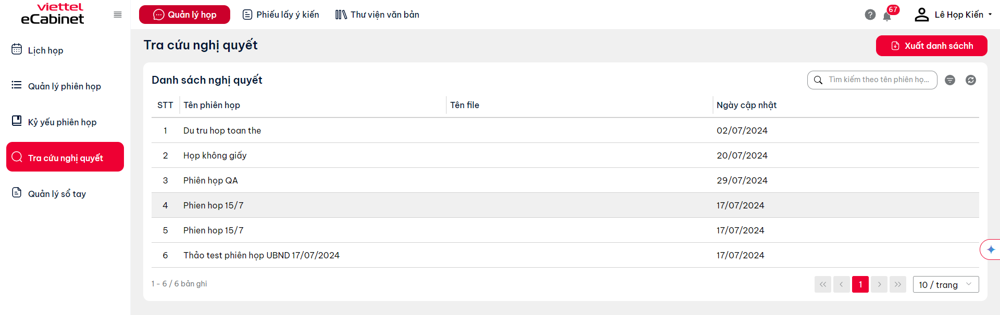 viettel
eCabinet
Quản lý họp
Phiếu lấy ý kiến
Thư viện văn bản
?
67
Lê Họp Kiến
Lịch họp
Quản lý phiên họp
Kỷ yếu phiên họp
Tra cứu nghị quyết
Quản lý sổ tay
Tra cứu nghị quyết
Xuất danh sáchh
Danh sách nghị quyết
Tìm kiếm theo tên phiên họ...
STT Tên phiên họp Tên file Ngày cập nhật
1 Du tru hop toan the 02/07/2024
2 Họp không giấy 20/07/2024
3 Phiên họp QA 29/07/2024
4 Phien hop 15/7 17/07/2024
5 Phien hop 15/7 17/07/2024
6 Thảo test phiên họp UBND 17/07/2024 17/07/2024
1 - 6 / 6 bản ghi
1
10 / trang